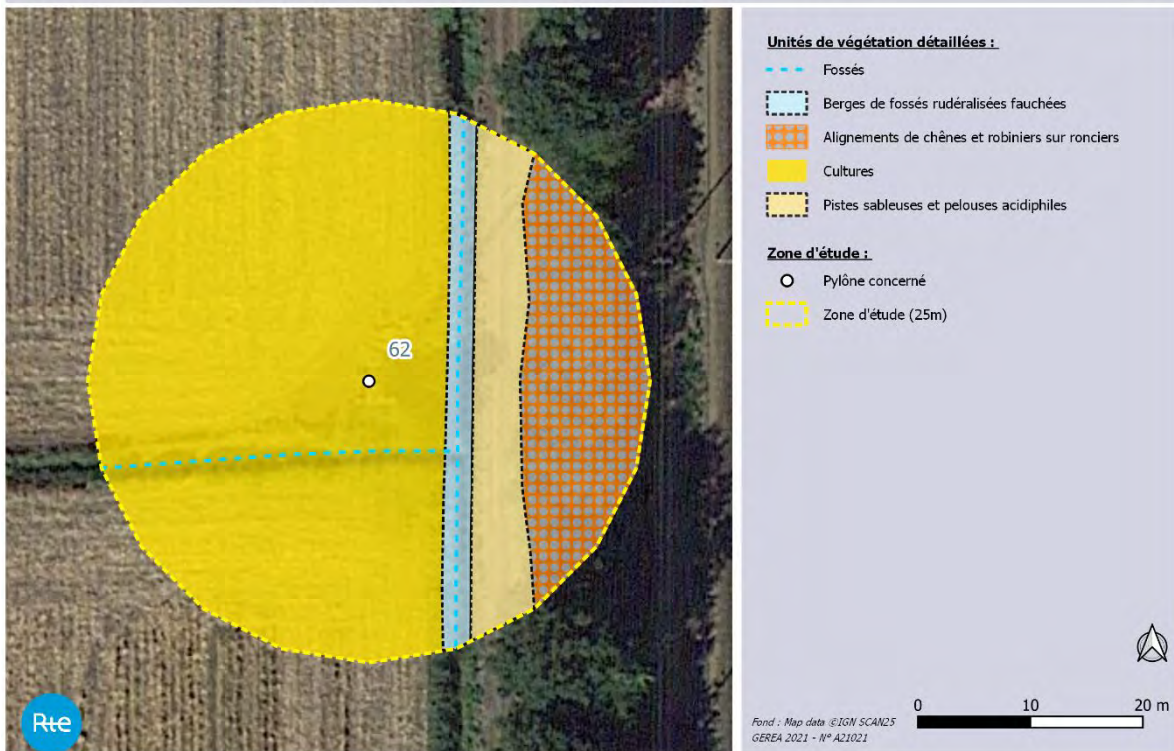 Unités de végétation détaillées :
Fossés
Berges de fossés rudéralisées fauchées
Alignements de chênes et robiniers sur ronciers
Cultures
Pistes sableuses et pelouses acidiphiles
Zone d'étude :
Pylône concerné
Zone d'étude (25m)
62
Rte
Fond : Map data ©IGN SCAN25
GEREA 2021 - N° A21021
0 10 20 m